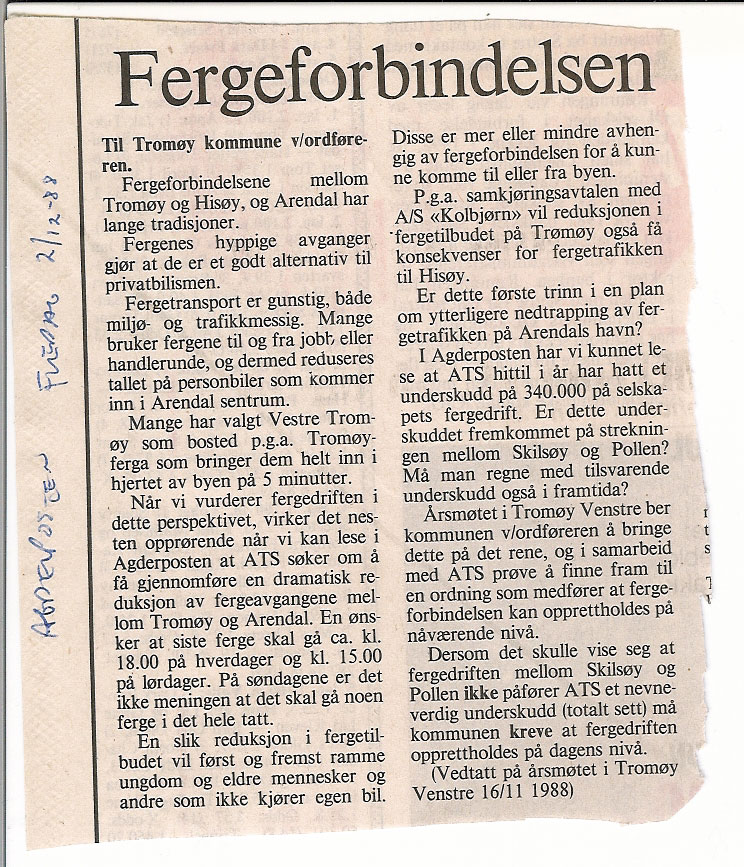 Fergeforbindelsen
Til Tromøy kommune v/ordføre-
ren.
Fergeforbindelsene mellom
Tromøy og Hisøy, og Arendal har
lange tradisjoner.
Fergenes hyppige avganger
gjør at de er et godt alternativ til
privatbilismen.
Fergetransport er gunstig, både
miljø- og trafikkmessig. Mange
bruker fergene til og fra jobt eller
handlerunde, og dermed reduseres
tallet på personbiler som kommer
inn i Arendal sentrum.
Mange har valgt Vestre Trom-
øy som bosted p.g.a. Tromøy-
ferga som bringer dem helt inn i
hjertet av byen på 5 minutter.
Når vi vurderer fergedriften i
dette perspektivet, virker det nes-
ten opprørende når vi kan lese i
Agderposten at ATS søker om å
få gjennomføre en dramatisk re-
duksjon av fergeavgangene mel-
lom Tromøy og Arendal. En øns-
ker at siste ferge skal gå ca. kl.
18.00 på hverdager og kl. 15.00
på lørdager. På søndagene er det
ikke meningen at det skal gå noen
ferge i det hele tatt.
En slik reduksjon i fergetil-
budet vil først og fremst ramme
ungdom og eldre mennesker og
andre som ikke kjører egen bil.
Disse er mer eller mindre avhen-
gig av fergeforbindelsen for å kun-
ne komme til eller fra byen.
P.g.a. samkjøringsavtalen med
A/S «Kolbjørn» vil reduksjonen i
fergetilbudet på Trømøy også få
konsekvenser for fergetrafikken
til Hisøy.
Er dette første trinn i en plan
om ytterligere nedtrapping av fer-
getrafikken på Arendals havn?
I Agderposten har vi kunnet le-
se at ATS hittil i år har hatt et
underskudd på 340.000 på selska-
pets fergedrift. Er dette under-
skuddet fremkommet på streknin-
gen mellom Skilsøy og Pollen?
Må man regne med tilsvarende
underskudd også i framtida?
Årsmøtet i Tromøy Venstre ber
kommunen v/ordføreren å bringe
dette på det rene, og i samarbeid
med ATS prøve å finne fram til
en ordning som medfører at ferge-
forbindelsen kan opprettholdes på
nåværende nivå.
Dersom det skulle vise seg at
fergedriften mellom Skilsøy og
Pollen ikke påfører ATS et nevne-
verdig underskudd (totalt sett) må
kommunen kreve at fergedriften
opprettholdes på dagens nivå.
(Vedtatt på årsmøtet i Tromøy
Venstre 16/11 1988)
AGDERPOSTEN FREDAG 2/12-88